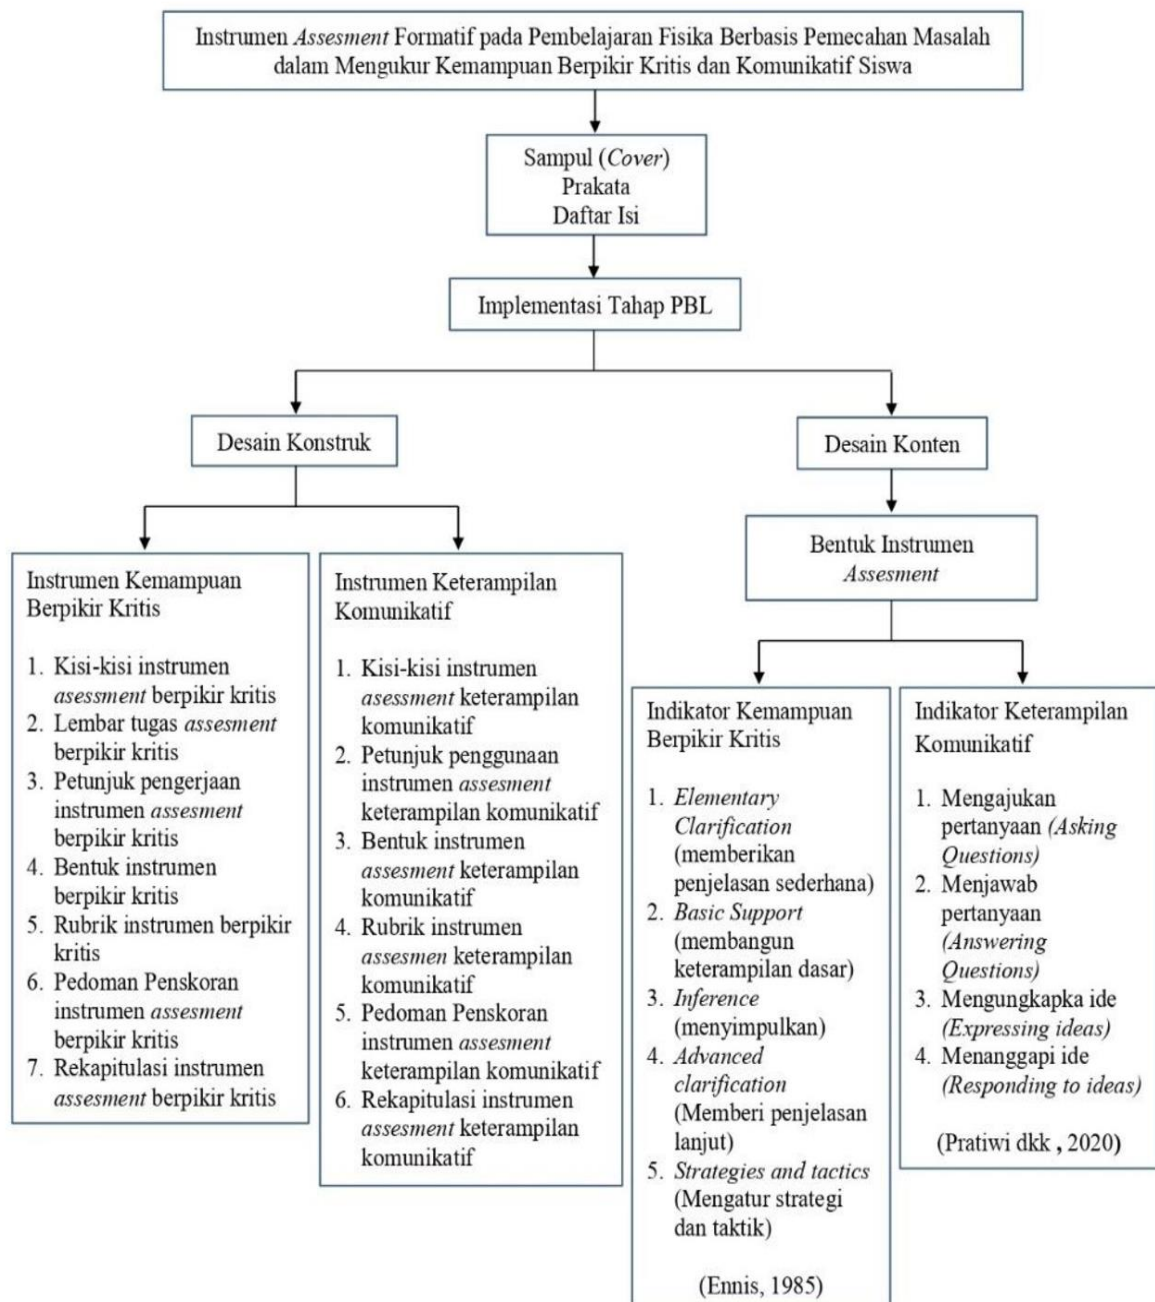 Instrumen Assesment Formatif pada Pembelajaran Fisika Berbasis Pemecahan Masalah
dalam Mengukur Kemampuan Berpikir Kritis dan Komunikatif Siswa
Sampul (Cover)
Prakata
Daftar Isi
Implementasi Tahap PBL
Desain Konstruk
Desain Konten
Instrumen Kemampuan
Berpikir Kritis
1. Kisi-kisi instrumen
asessment berpikir kritis
2. Lembar tugas assesment
berpikir kritis
3. Petunjuk pengerjaan
instrumen assesment
berpikir kritis
4. Bentuk instrumen
berpikir kritis
5. Rubrik instrumen berpikir
kritis
6. Pedoman Penskoran
instrumen assesment
berpikir kritis
7. Rekapitulasi instrumen
assesment berpikir kritis
Instrumen Keterampilan
Komunikatif
1. Kisi-kisi instrumen
asessment keterampilan
komunikatif
2. Petunjuk penggunaan
instrumen assesment
keterampilan komunikatif
3. Bentuk instrumen
assesment keterampilan
komunikatif
4. Rubrik instrumen
assesmen keterampilan
komunikatif
5. Pedoman Penskoran
instrumen assesment
keterampilan komunikatif
6. Rekapitulasi instrumen
assesment keterampilan
komunikatif
Bentuk Instrumen
Assesment
Indikator Kemampuan
Berpikir Kritis
1. Elementary
Clarification
(memberikan
penjelasan sederhana)
2. Basic Support
(membangun
keterampilan dasar)
3. Inference
(menyimpulkan)
4. Advanced
clarification
(Memberi penjelasan
lanjut)
5. Strategies and tactics
(Mengatur strategi
dan taktik)
(Ennis, 1985)
Indikator Keterampilan
Komunikatif
1. Mengajukan
pertanyaan (Asking
Questions)
2. Menjawab
pertanyaan
(Answering
Questions)
3. Mengungkapka ide
(Expressing ideas)
4. Menanggapi ide
(Responding to ideas)
(Pratiwi dkk , 2020)